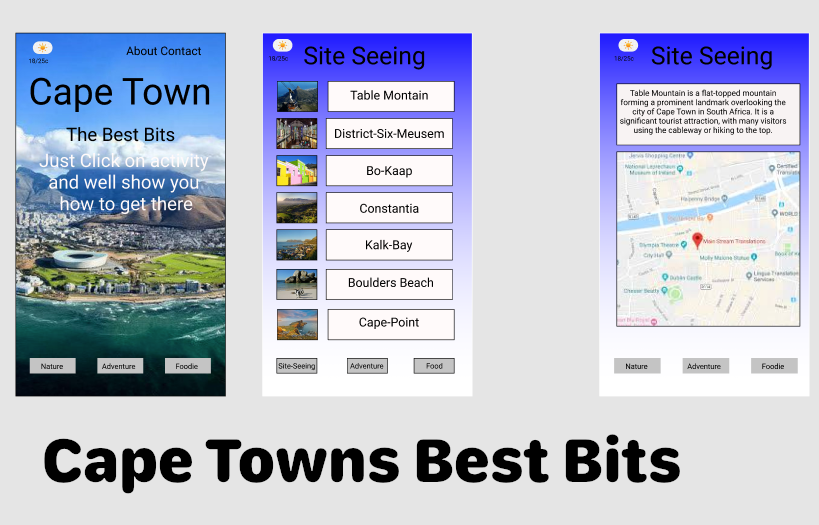 18/25c
About Contact
Cape Town
The Best Bits
Just Click on activity
and well show you
how to get there
Nature
Adventure
Foodie
18/25c
Site Seeing
Table Montain
District-Six-Meusem
Bo-Kaap
Constantia
Kalk-Bay
Boulders Beach
Cape-Point
Site-Seeing
Adventure
Food
18/25c
Site Seeing
Table Mountain is a flat-topped mountain
forming a prominent landmark overlooking the
city of Cape Town in South Africa. It is a
significant tourist attraction, with many visitors
using the cableway or hiking to the top.
Jervis Shopping Centre
National Leprechaun
Museum of Ireland
Certified
Translati
Ha'penny Bridge
WORLD
Olympia Theatre
Main Stream Translations
City Hall
Molly Malone Statue
Book of
Dublin Castle
Lingua Translation
Services
Chester Beatty
Nature
Adventure
Foodie
Cape Towns Best Bits